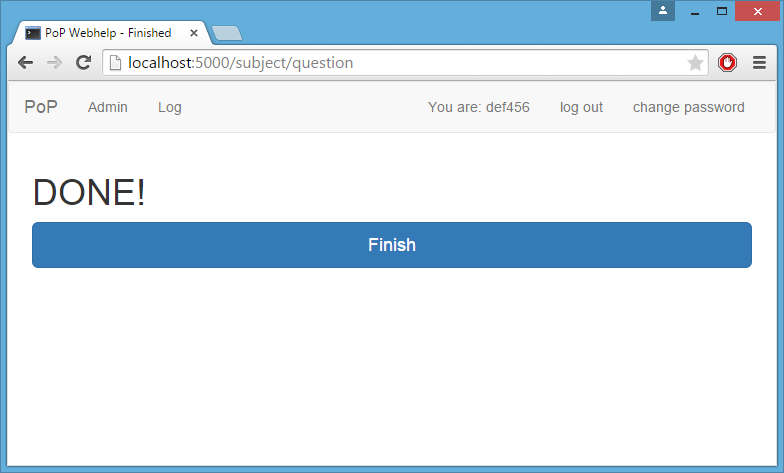 PoP Webhelp - Finished
localhost:5000/subject/question
PoP Admin Log You are: def456 log out change password
DONE!
Finish